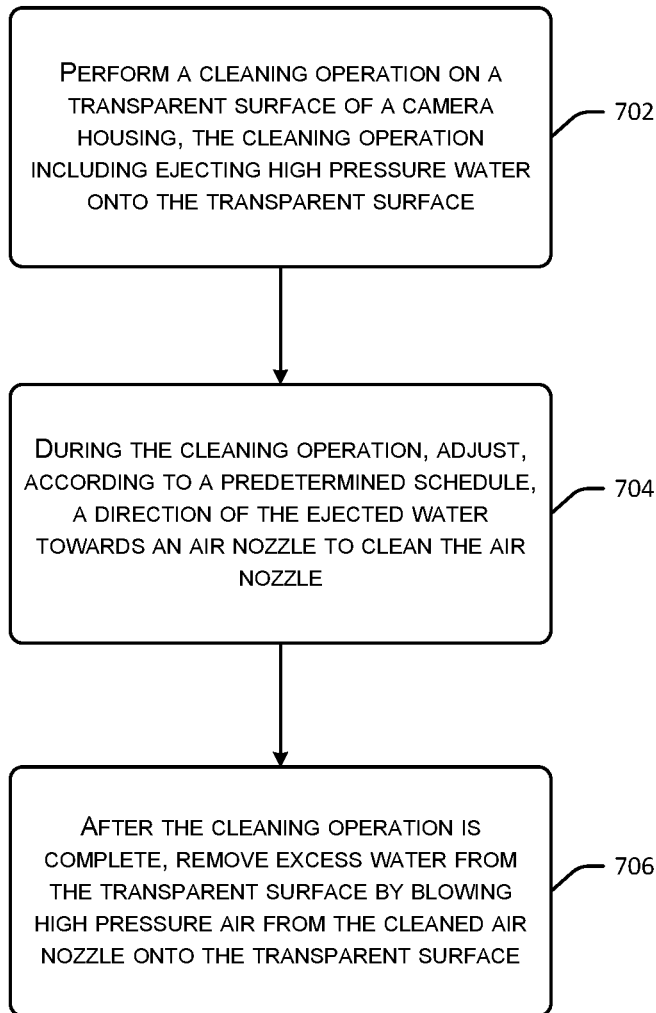 PERFORM A CLEANING OPERATION ON A
TRANSPARENT SURFACE OF A CAMERA
HOUSING, THE CLEANING OPERATION
INCLUDING EJECTING HIGH PRESSURE WATER
ONTO THE TRANSPARENT SURFACE
702
DURING THE CLEANING OPERATION, ADJUST,
ACCORDING TO A PREDETERMINED SCHEDULE,
A DIRECTION OF THE EJECTED WATER
TOWARDS AN AIR NOZZLE TO CLEAN THE AIR
NOZZLE
704
AFTER THE CLEANING OPERATION IS
COMPLETE, REMOVE EXCESS WATER FROM
THE TRANSPARENT SURFACE BY BLOWING
HIGH PRESSURE AIR FROM THE CLEANED AIR
NOZZLE ONTO THE TRANSPARENT SURFACE
706